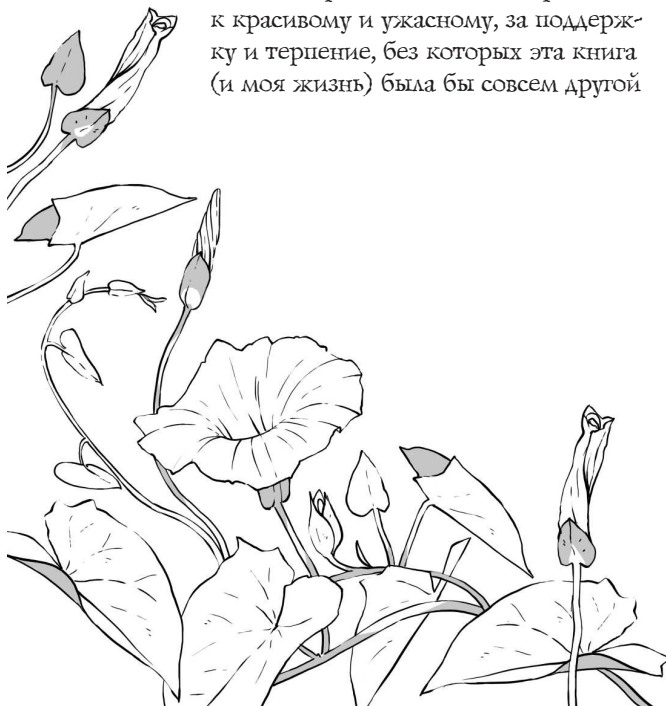 к красивому и ужасному, за поддерж-
ку и терпение, без которых эта книга
(и моя жизнь) была бы совсем другой